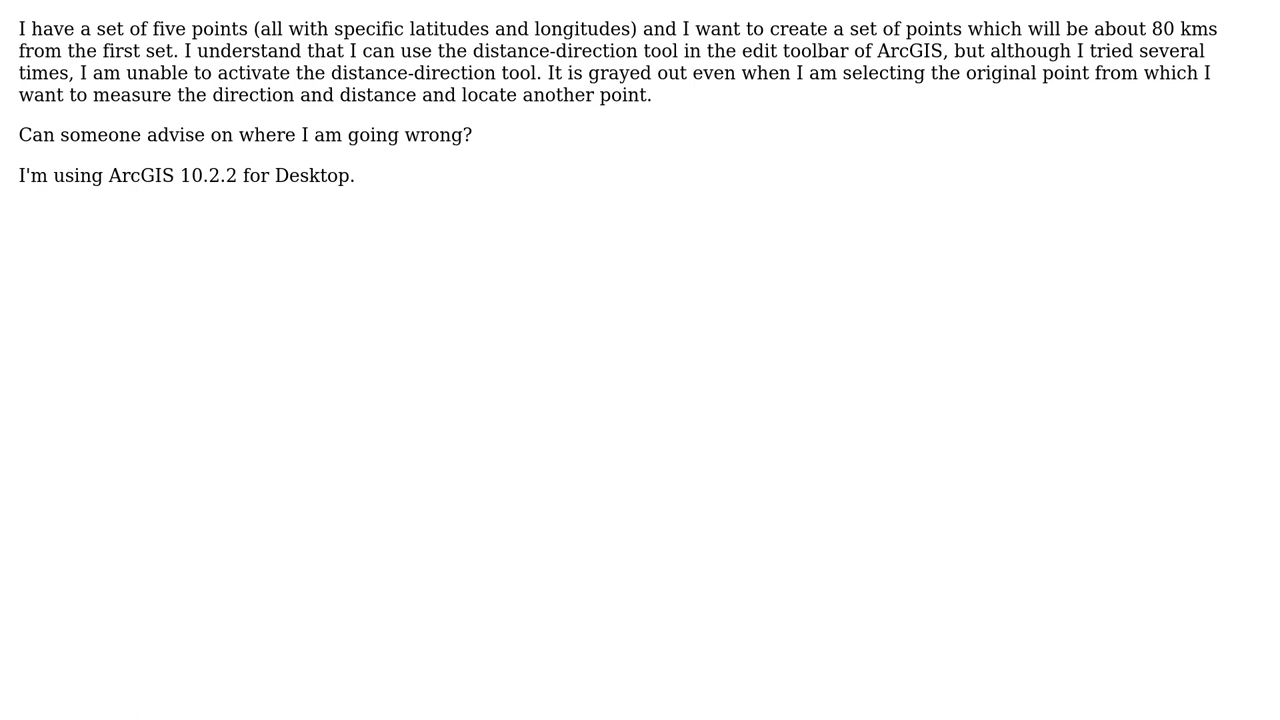 I have a set of five points (all with specific latitudes and longitudes) and I want to create a set of points which will be about 80 kms
from the first set. I understand that I can use the distance-direction tool in the edit toolbar of ArcGIS, but although I tried several
times, I am unable to activate the distance-direction tool. It is grayed out even when I am selecting the original point from which I
want to measure the direction and distance and locate another point.
Can someone advise on where I am going wrong?
I'm using ArcGIS 10.2.2 for Desktop.